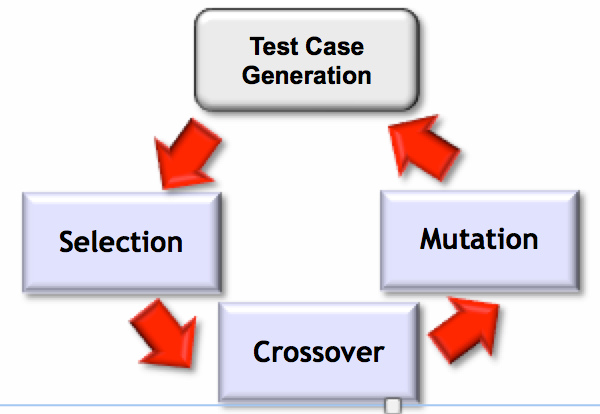 Test Case
Generation
Selection
Mutation
Crossover